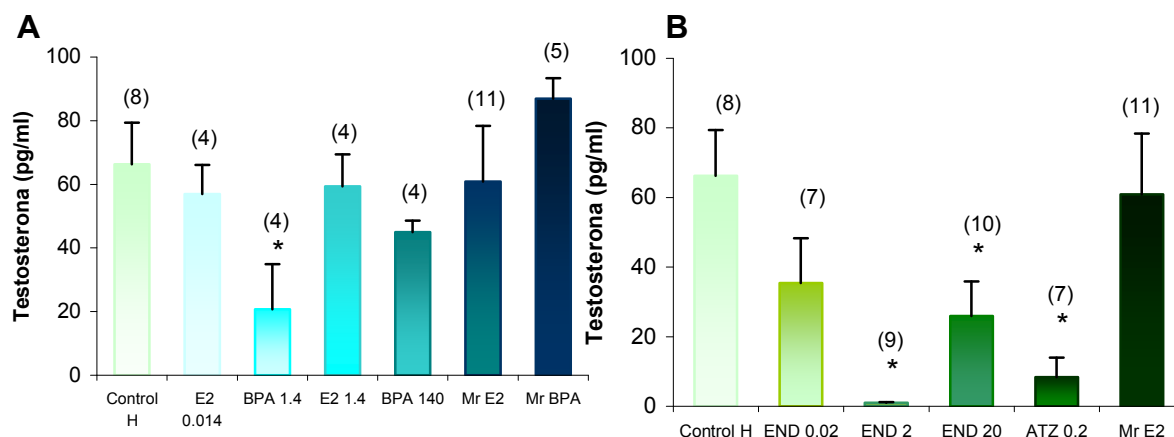 A
Testosterona (pg/ml)
100
80
60
40
20
0
(8)
(4)
(4)
*
(4)
(4)
(11)
(5)
Control H
E2 0.014
BPA 1.4
E2 1.4
BPA 140
Mr E2
Mr BPA
B
Testosterona (pg/ml)
100
80
60
40
20
0
(8)
(7)
(9)
*
(10)
*
(7)
*
(11)
Control H
END 0.02
END 2
END 20
ATZ 0.2
Mr E2